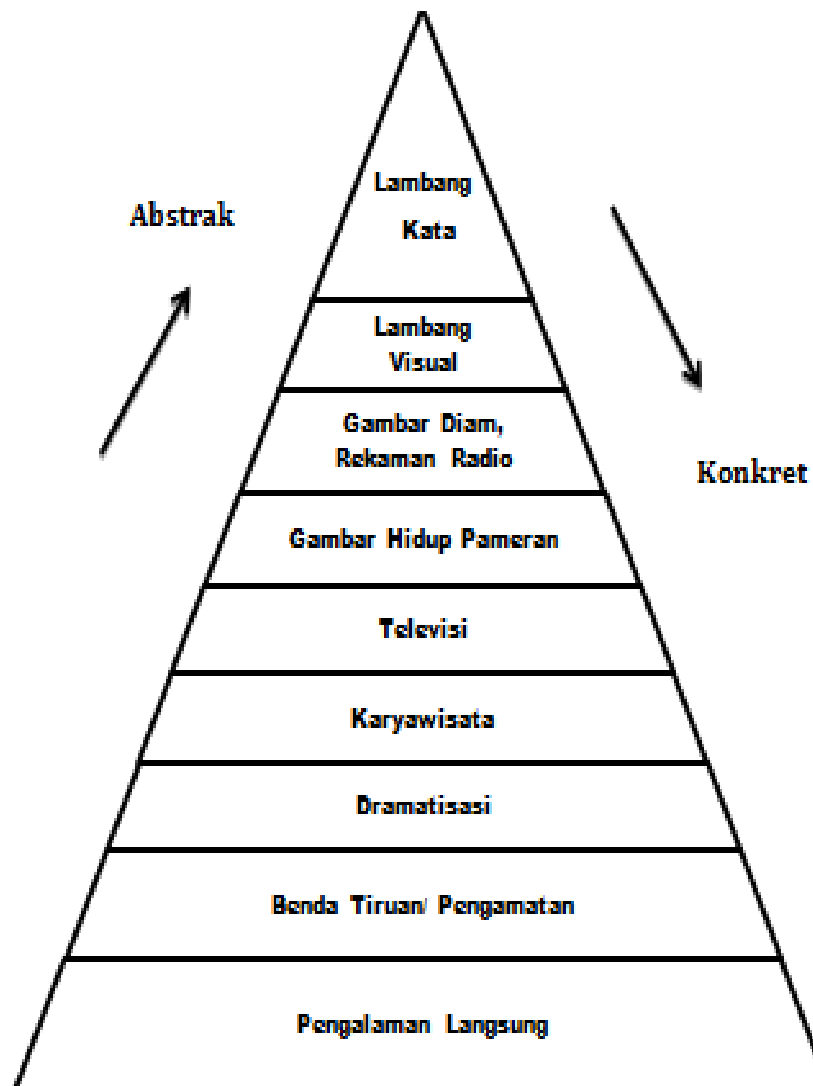 Lambang
Kata
Abstrak
Lambang
Visual
Gambar Diam,
Rekaman Radio
Konkret
Gambar Hidup Pameran
Televisi
Karyawisata
Dramatisasi
Benda Tiruan/ Pengamatan
Pengalaman Langsung